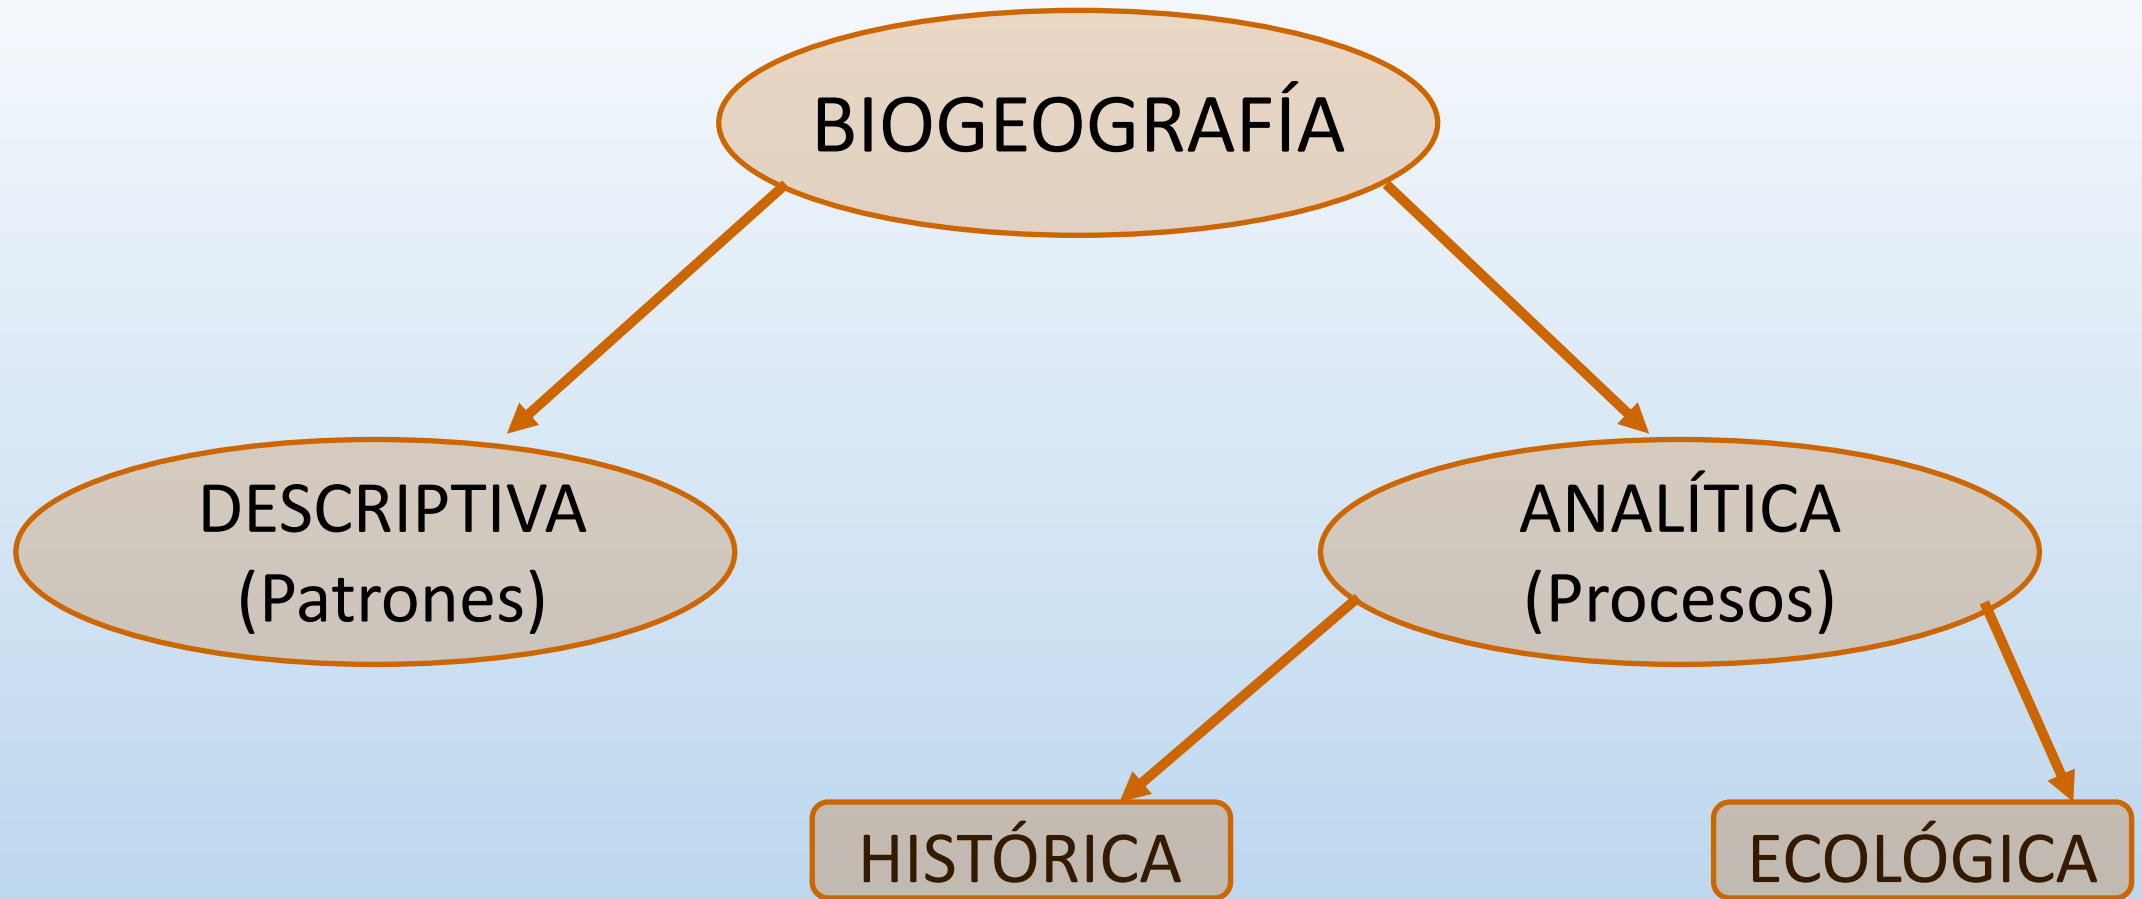 BIOGEOGRAFÍA
DESCRIPTIVA
(Patrones)
ANALÍTICA
(Procesos)
HISTÓRICA
ECOLÓGICA